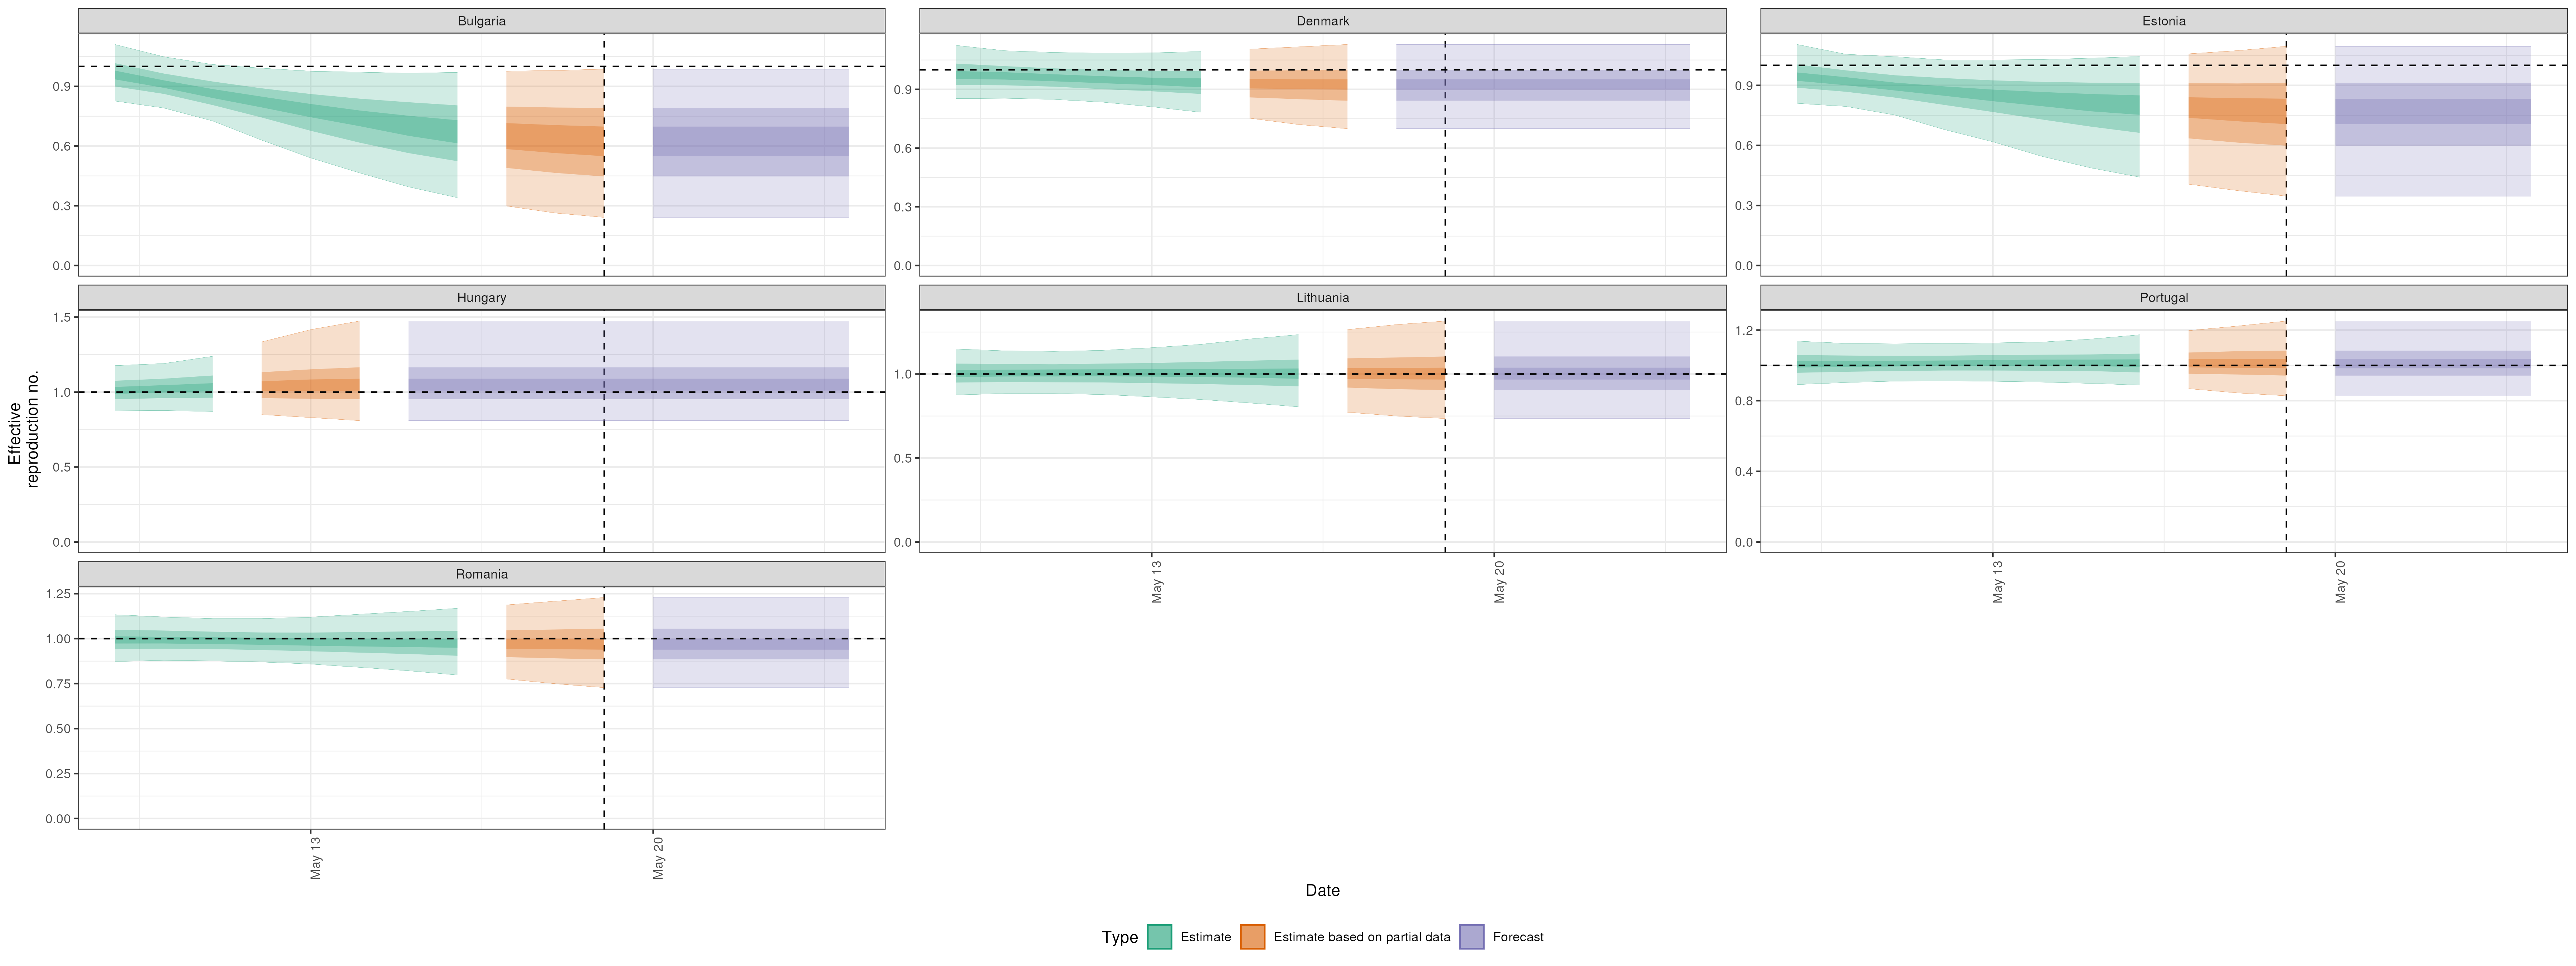 Bulgaria
Denmark
Estonia
0.9
0.6
0.3
0.0
0.9
0.6
0.3
0.0
0.9
0.6
0.3
0.0
Hungary
Lithuania
Portugal
1.5
1.0
0.5
0.0
1.0
0.5
0.0
1.2
0.8
0.4
0.0
Effective
reproduction no.
May 13
May 20
May 13
May 20
Romania
1.25
1.00
0.75
0.50
0.25
0.00
May 13
May 20
Date
Type Estimate Estimate based on partial data Forecast